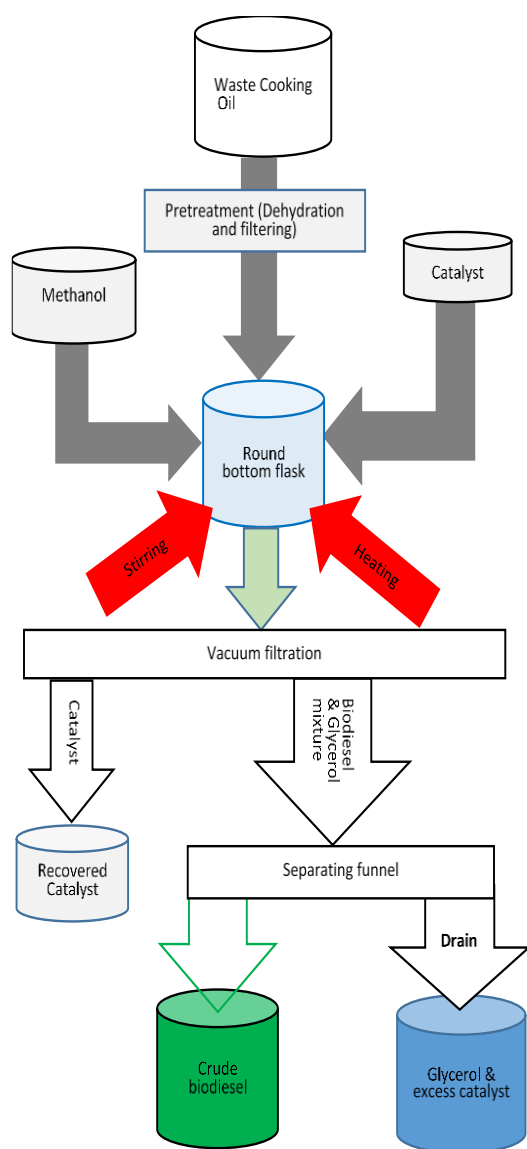 Waste Cooking
Oil
Pretreatment (Dehydration
and filtering)
Methanol
Catalyst
Round
bottom flask
Stirring
Heating
Vacuum filtration
Catalyst
Biodiesel
& Glycerol
mixture
Recovered
Catalyst
Separating funnel
Drain
Crude
biodiesel
Glycerol &
excess catalyst